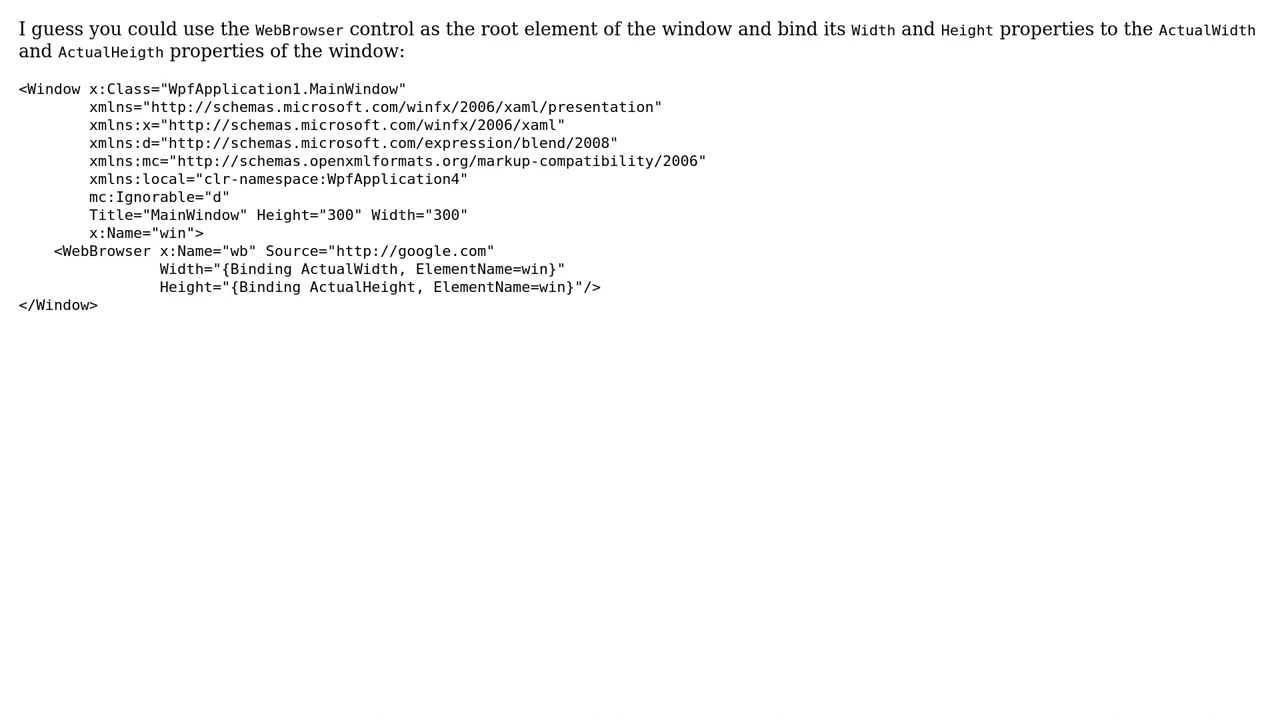 I guess you could use the WebBrowser control as the root element of the window and bind its Width and Height properties to the ActualWidth
and ActualHeigth properties of the window:
<Window x:Class="WpfApplication1.MainWindow"
        xmlns="http://schemas.microsoft.com/winfx/2006/xaml/presentation"
        xmlns:x="http://schemas.microsoft.com/winfx/2006/xaml"
        xmlns:d="http://schemas.microsoft.com/expression/blend/2008"
        xmlns:mc="http://schemas.openxmlformats.org/markup-compatibility/2006"
        xmlns:local="clr-namespace:WpfApplication4"
        mc:Ignorable="d"
        Title="MainWindow" Height="300" Width="300"
        x:Name="win">
    <WebBrowser x:Name="wb" Source="http://google.com"
                Width="{Binding ActualWidth, ElementName=win}"
                Height="{Binding ActualHeight, ElementName=win}"/>
</Window>